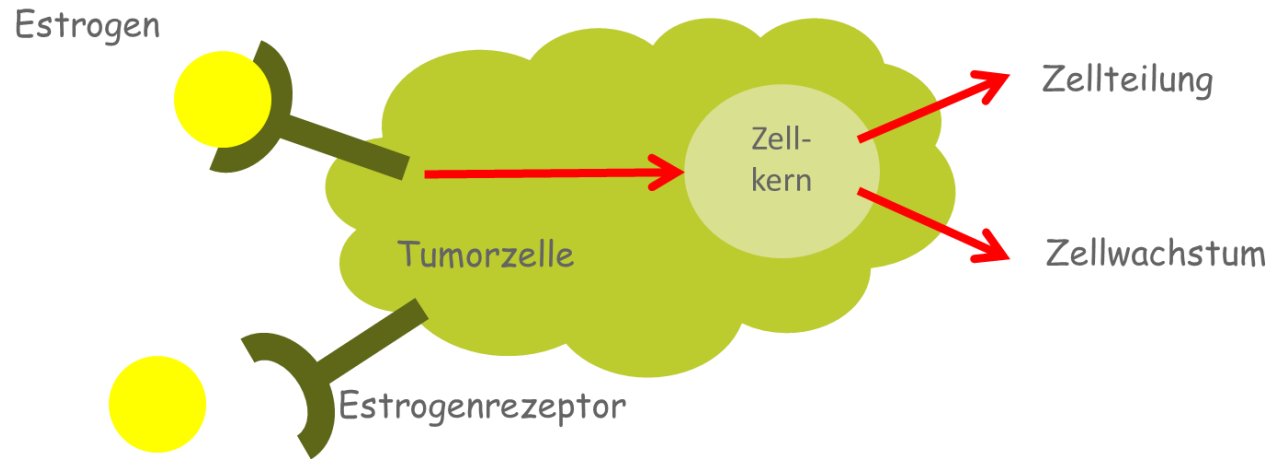 Estrogen
Zellteilung
Zell-
kern
Tumorzelle
Zellwachstum
Estrogenrezeptor